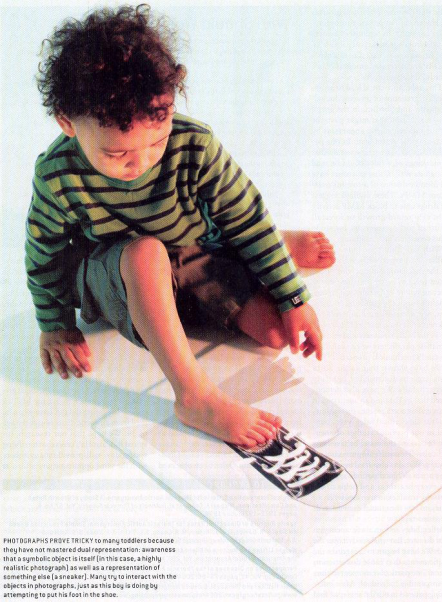 PHOTOGRAPHS PROVE TRICKY to many toddlers because
they have not mastered dual representation: awareness
that a symbolic object is itself (in this case, a highly
realistic photograph) as well as a representation of
something else (a sneaker). Many try to interact with the
objects in photographs, just as this boy is doing by
attempting to put his foot in the shoe.